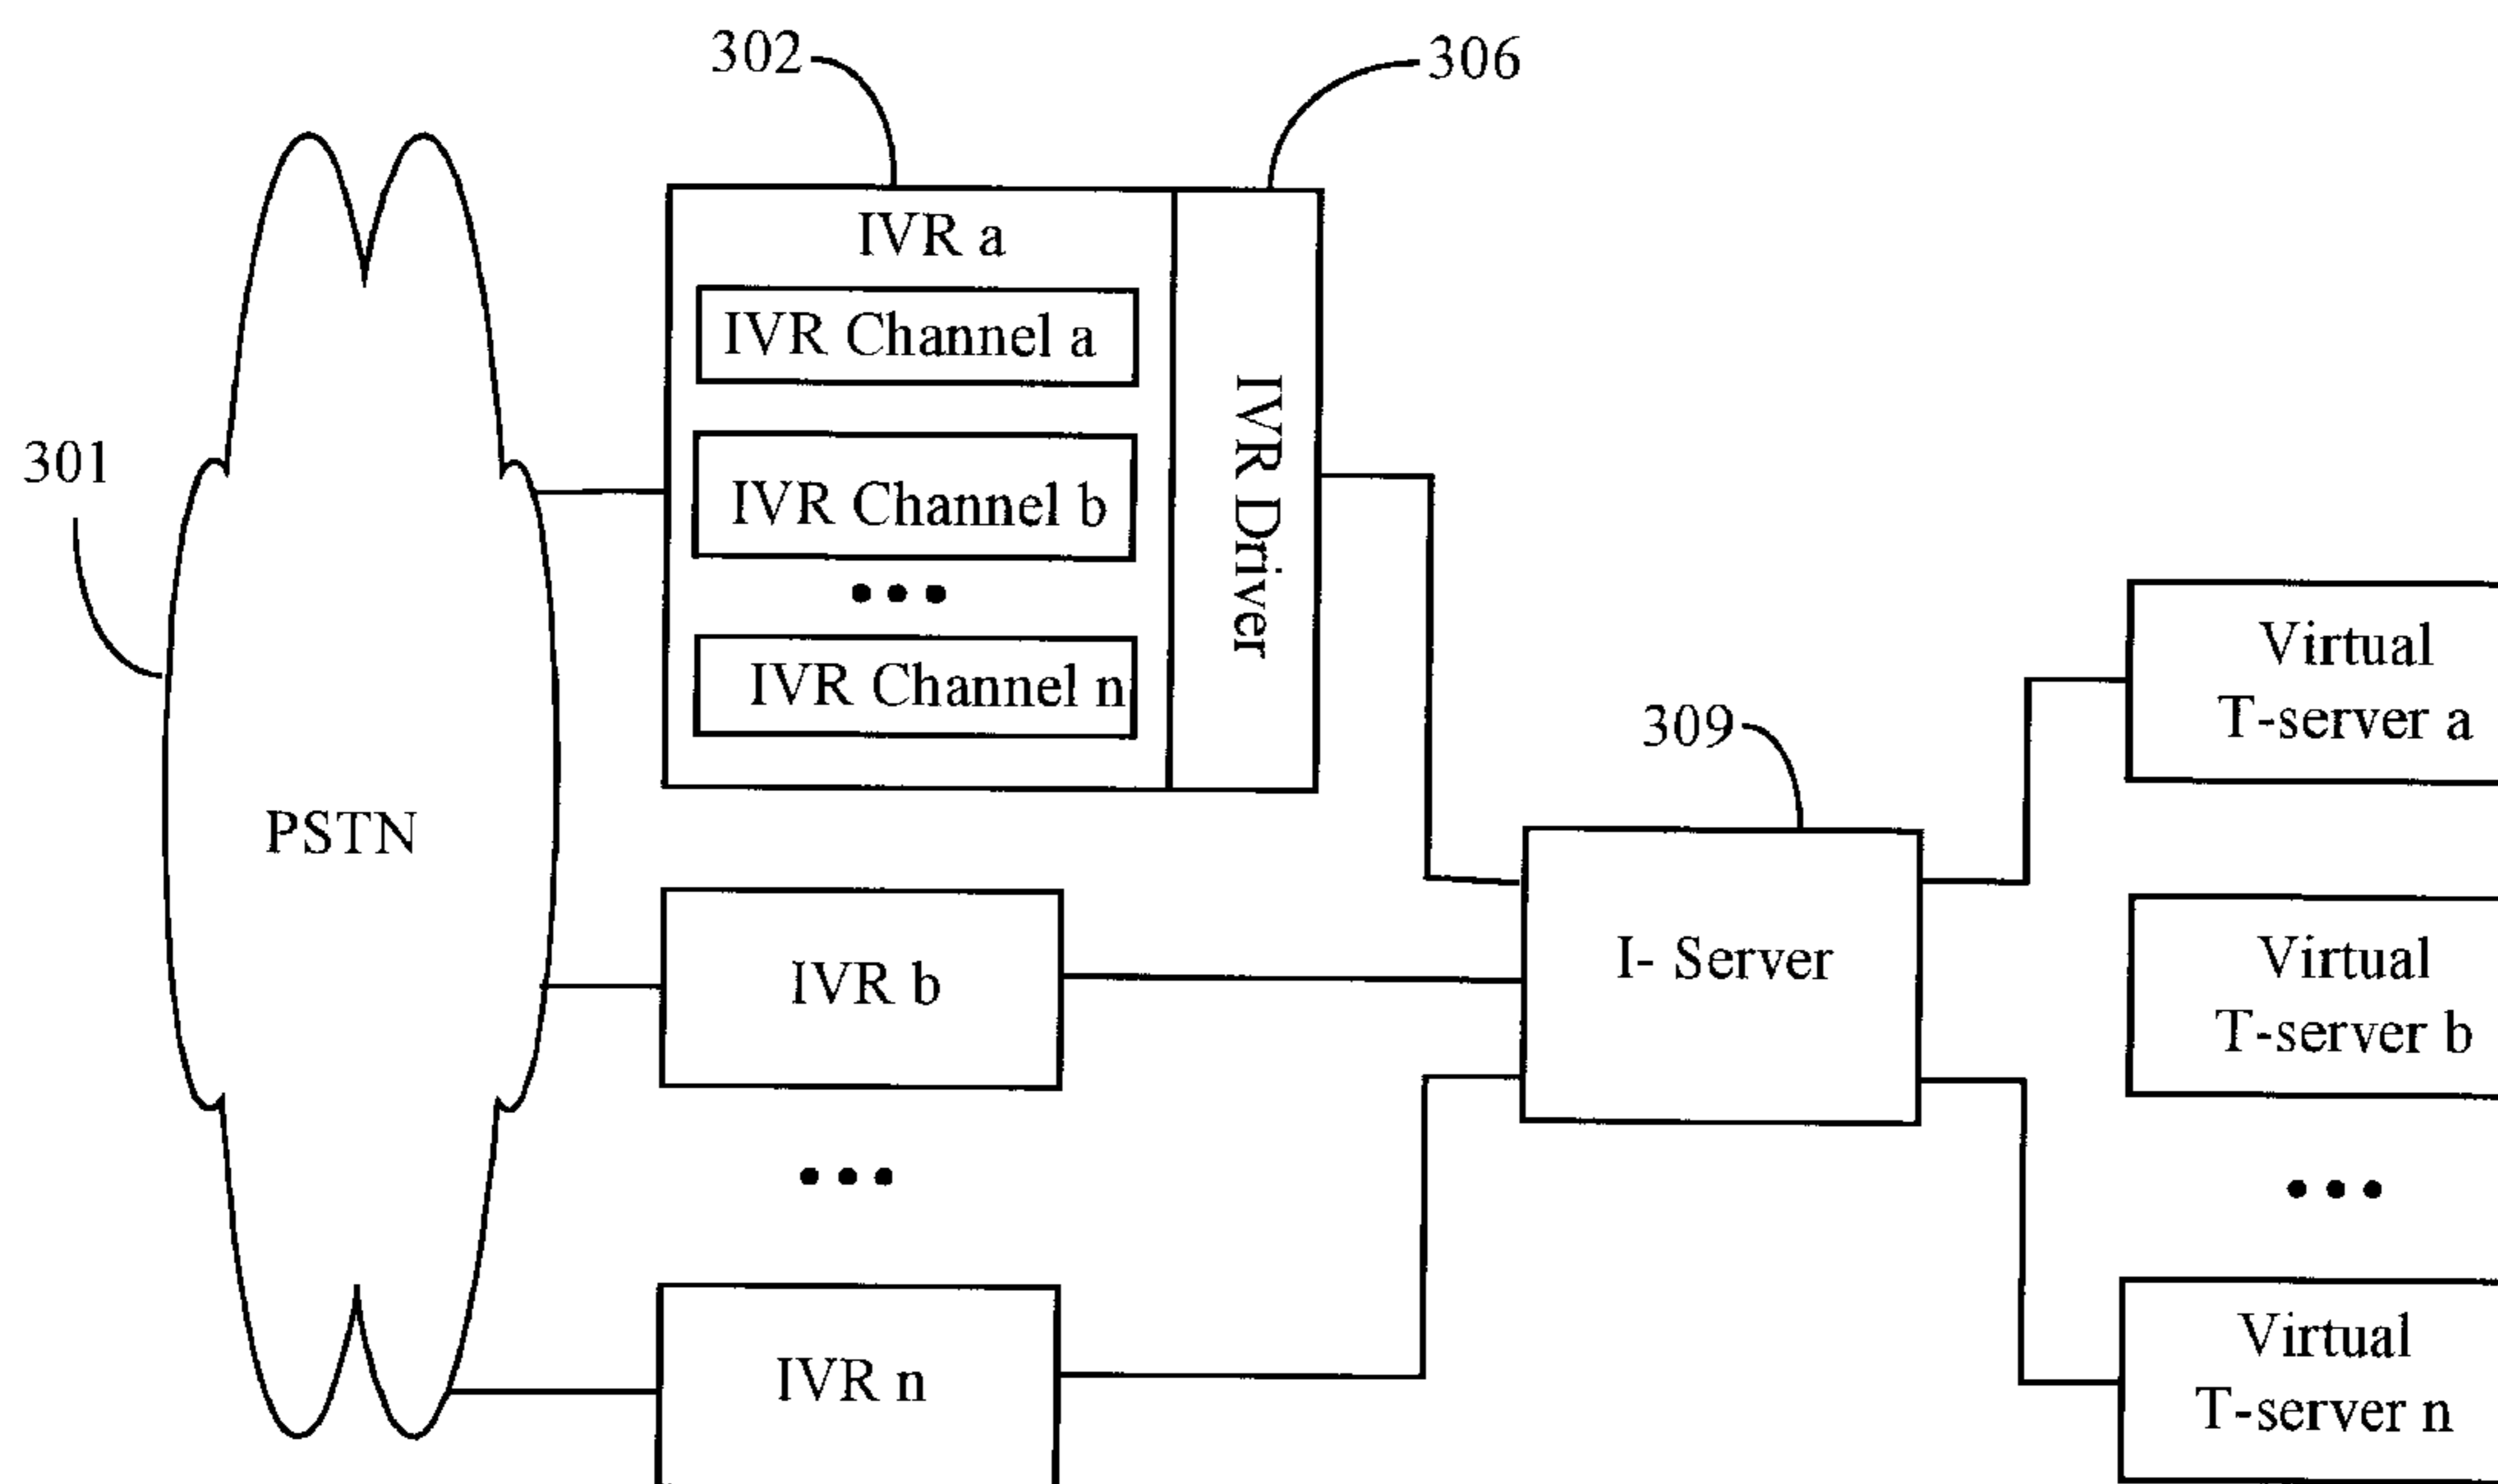 302
306
IVR a
IVR Channel a
301
IVR Channel b
IVR Driver
IVR Channel n
Virtual
T-server a
309
PSTN
I- Server
Virtual
T-server b
IVR b
Virtual
T-server n
IVR n